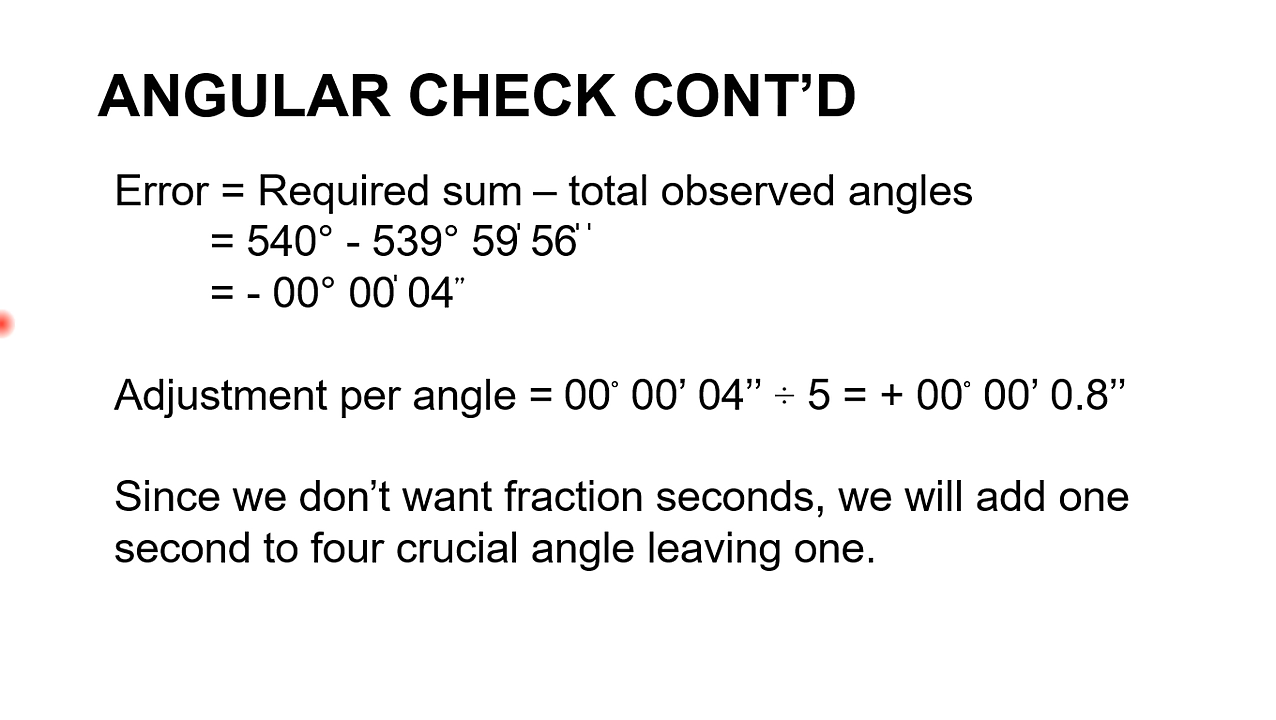 ANGULAR CHECK CONT’D
Error = Required sum – total observed angles
= 540° - 539° 59' 56''
= - 00° 00' 04”
Adjustment per angle = 00° 00’ 04’’ ÷ 5 = + 00° 00’ 0.8’’
Since we don’t want fraction seconds, we will add one
second to four crucial angle leaving one.